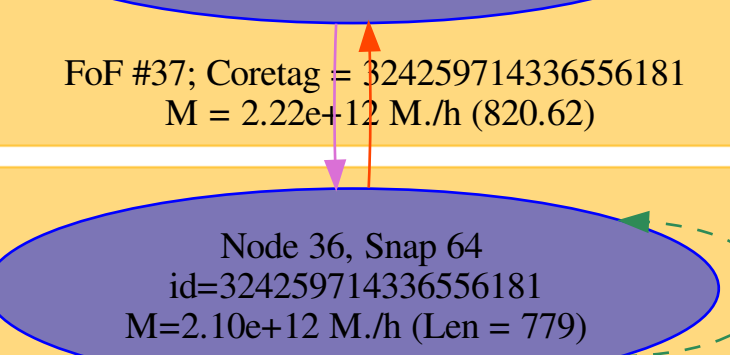 FoF #37; Coretag = 324259714336556181
M = 2.22e+12 M./h (820.62)
Node 36, Snap 64
id=324259714336556181
M=2.10e+12 M./h (Len = 779)